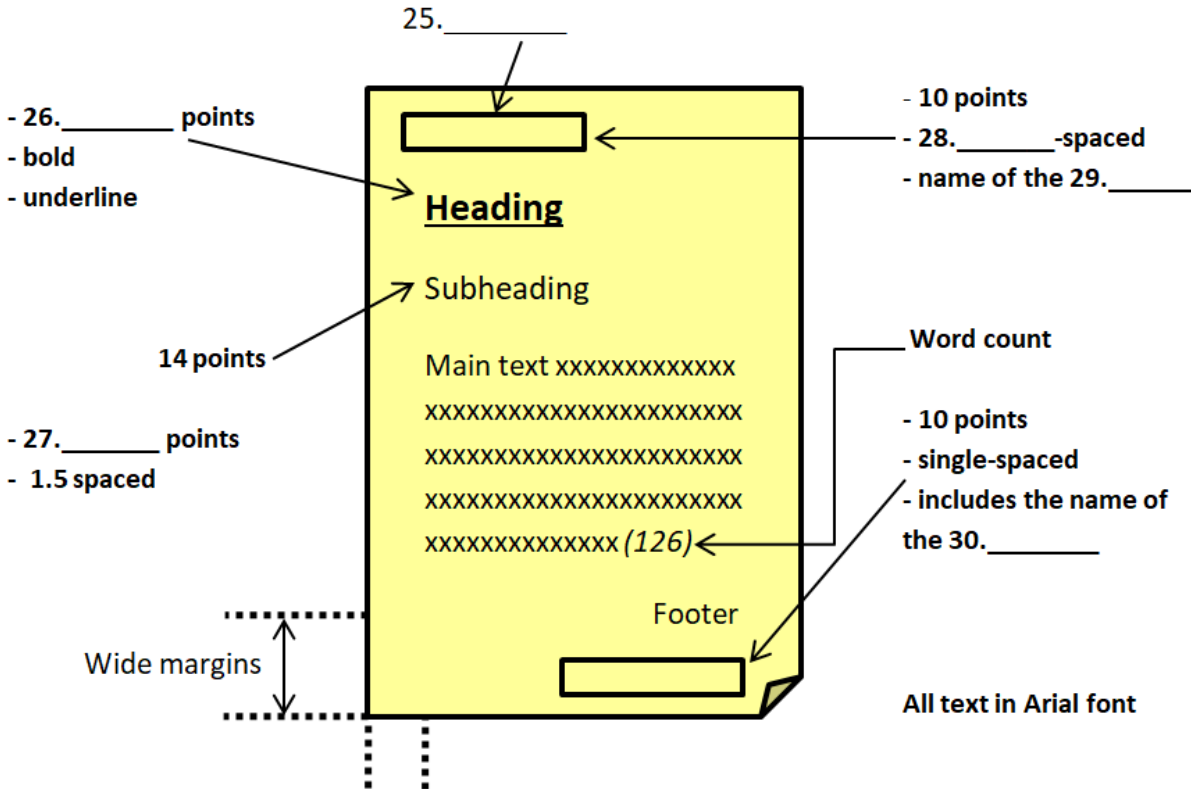 25.________
- 26.________ points
- bold
- underline
- 10 points
- 28._______-spaced
- name of the 29.______
Heading
Subheading
14 points
Main text xxxxxxxxxxxxx
xxxxxxxxxxxxxxxxxxxxxxx
xxxxxxxxxxxxxxxxxxxxxxx
xxxxxxxxxxxxxxxxxxxxxxx
xxxxxxxxxxxxxx (126)
- 27._______ points
- 1.5 spaced
Word count
- 10 points
- single-spaced
- includes the name of
the 30.________
Footer
Wide margins
All text in Arial font